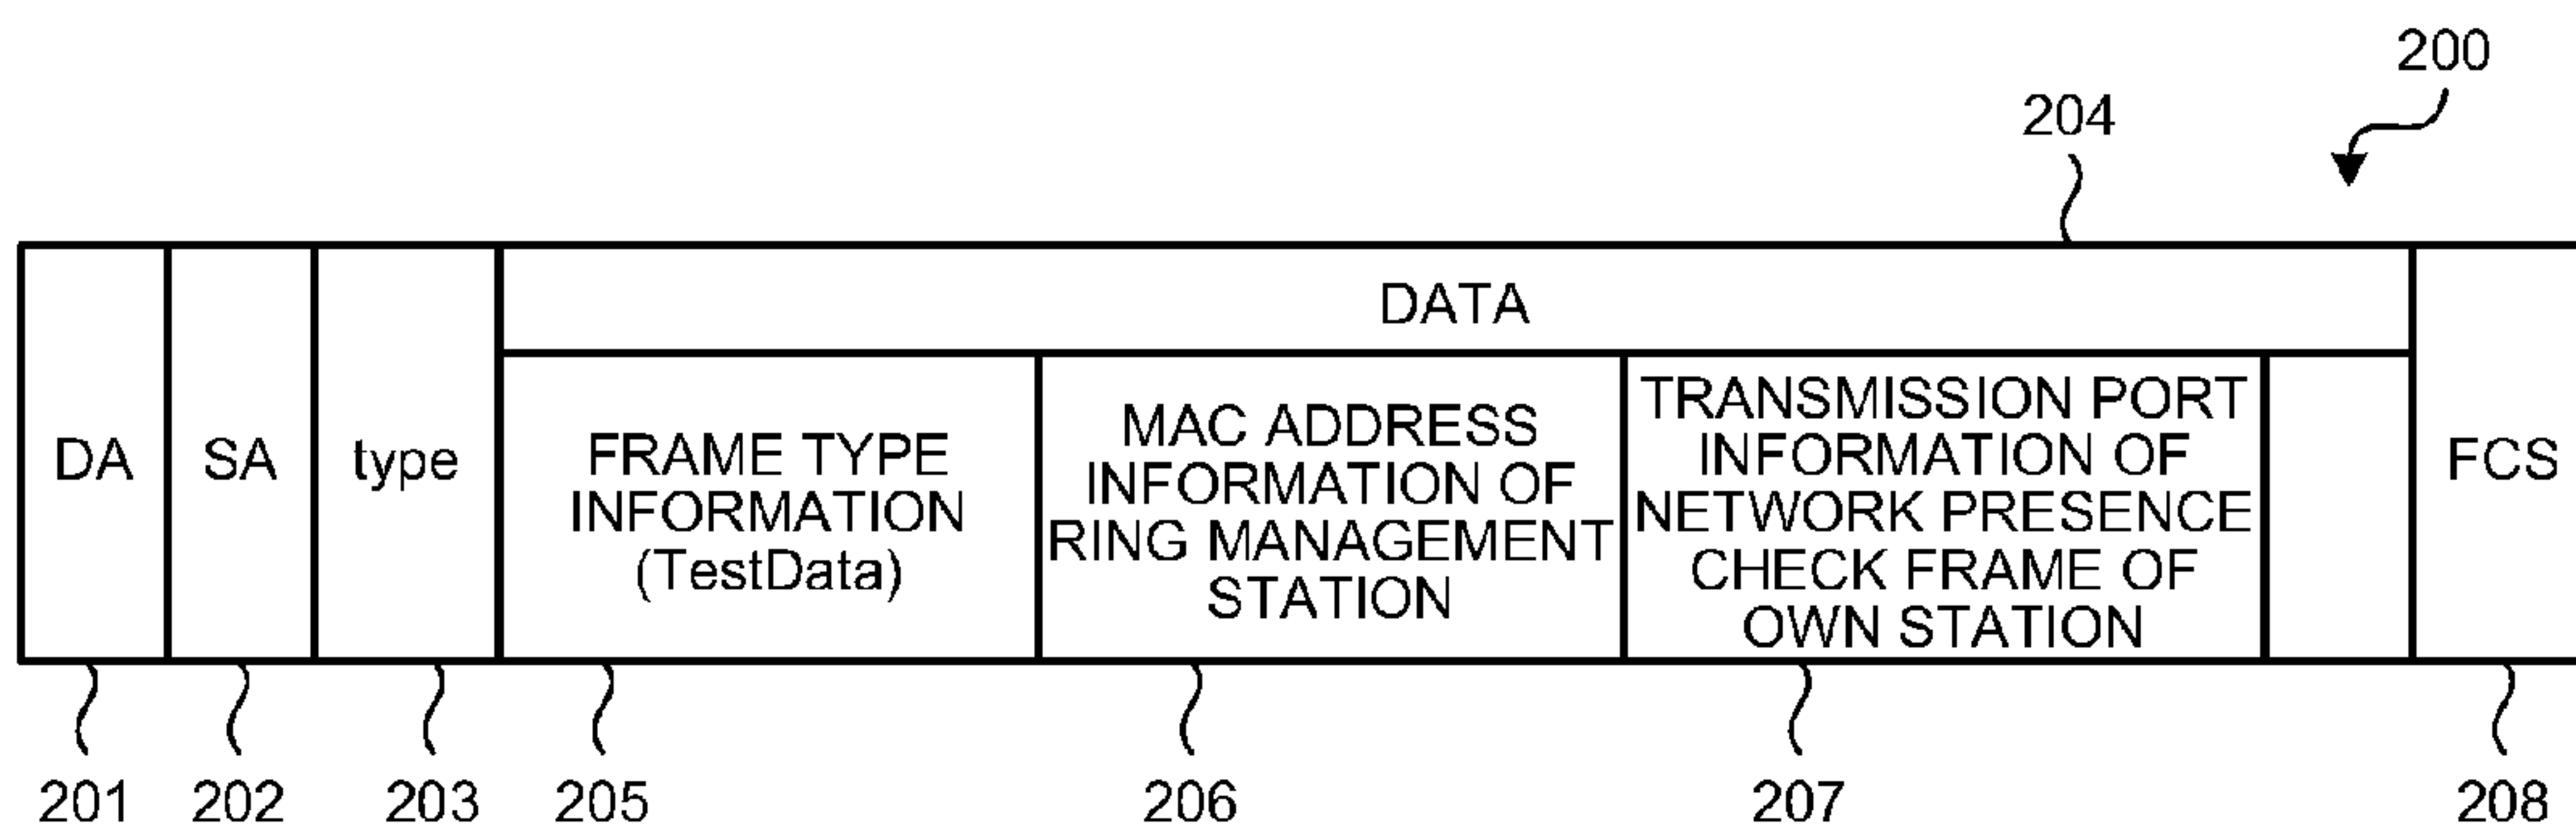 200
204
DATA
DA
SA
type
FRAME TYPE
INFORMATION
(TestData)
MAC ADDRESS
INFORMATION OF
RING MANAGEMENT
STATION
TRANSMISSION PORT
INFORMATION OF
NETWORK PRESENCE
CHECK FRAME OF
OWN STATION
FCS
201
202
203
205
206
207
208